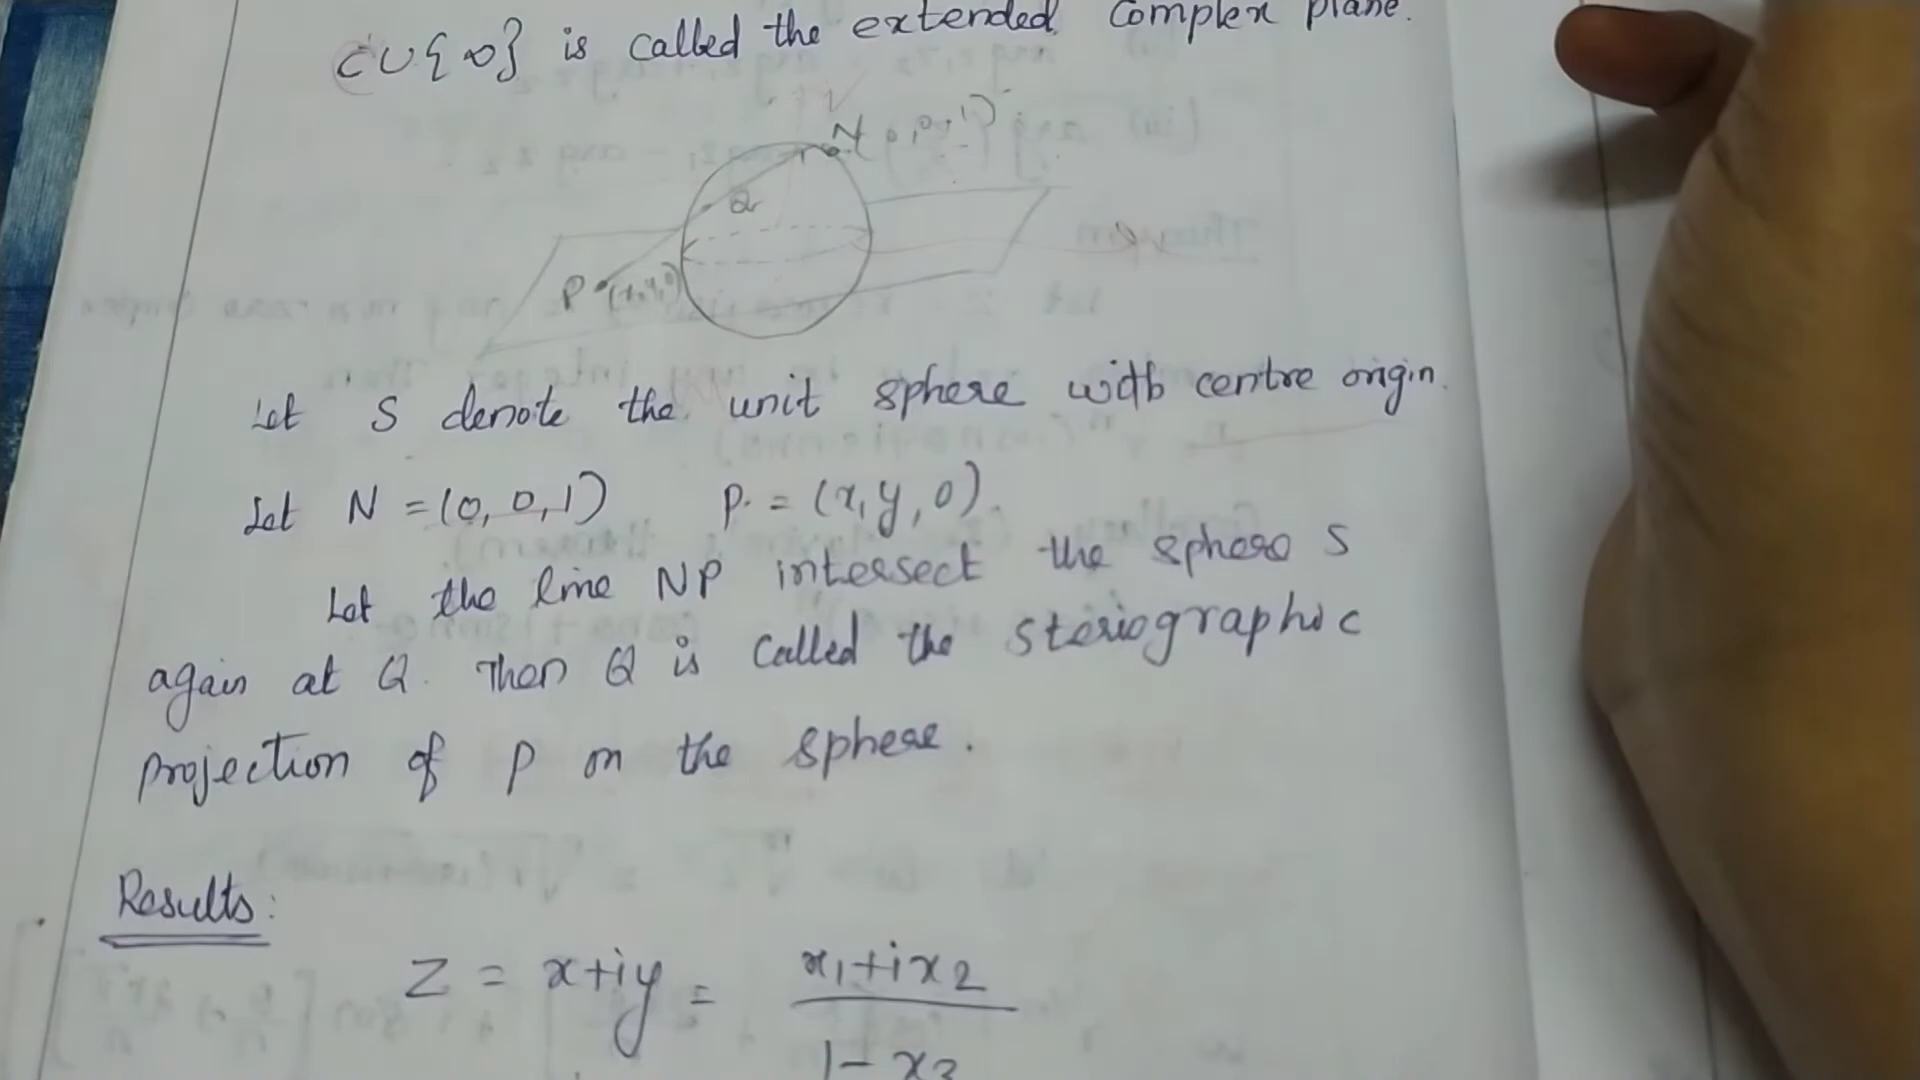 C∪{∞} is called the extended complex plane.
N(0,0,1)
Q
P (x,y,0)
Let S denote the unit sphere with centre origin.
Let N = (0, 0, 1) P = (x, y, 0)
Let the line NP intersect the sphere S
again at Q. Then Q is called the steriographic
projection of P on the sphere.
Results:
Z = x+iy = x1+ix2
1- x3